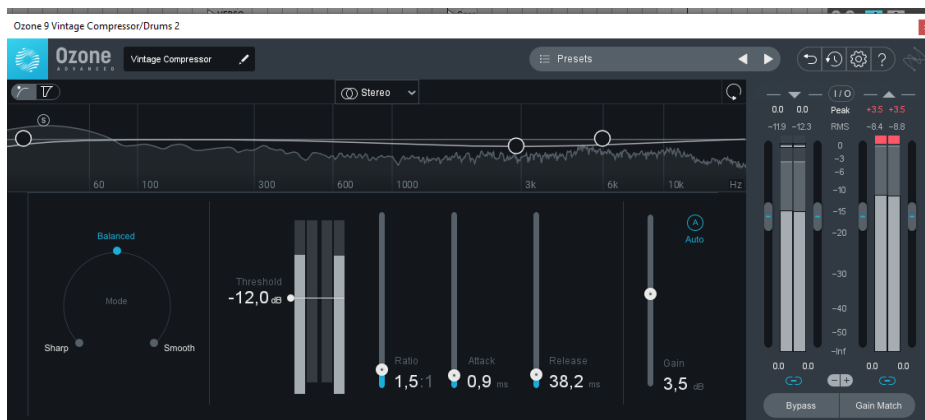 Ozone 9 Vintage Compressor/Drums 2
Ozone
ADVANCED
Vintage Compressor
Presets
?
Stereo
S
60 100 300 600 1000 3k 6k 10k Hz
I/O
0.0 0.0 Peak +3.5 +3.5
-11.9 -12.3 RMS -8.4 -8.8
0
-3
-6
-10
-15
-20
-30
-40
-50
-Inf
0.0 0.0 0.0 0.0
Balanced
Mode
Sharp
Smooth
Threshold
-12,0 dB
Ratio
1,5:1
Attack
0,9 ms
Release
38,2 ms
A
Auto
Gain
3,5 dB
Bypass
Gain Match